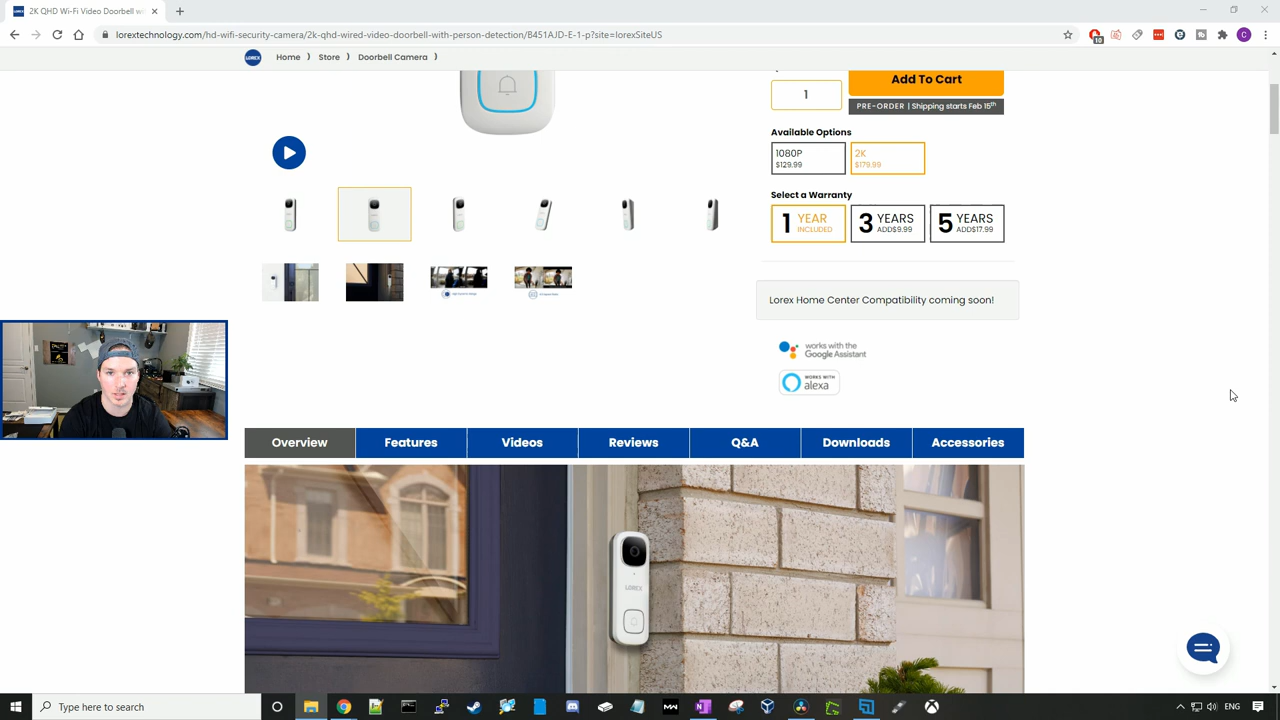 2K QHD Wi-Fi Video Doorbell wi
lorextechnology.com/hd-wifi-security-camera/2k-qhd-wired-video-doorbell-with-person-detection/B451AJD-E-1-p?site=lorexSiteUS
10
C
LOREX
Home
Store
Doorbell Camera
1
Add To Cart
PRE-ORDER | Shipping starts Feb 15th
Available Options
1080P
$129.99
2K
$179.99
Select a Warranty
1 YEAR INCLUDED
3 YEARS ADD$9.99
5 YEARS ADD$17.99
Lorex Home Center Compatibility coming soon!
works with the
Google Assistant
WORKS WITH
alexa
Overview
Features
Videos
Reviews
Q&A
Downloads
Accessories
LOREX
Type here to search
ENG